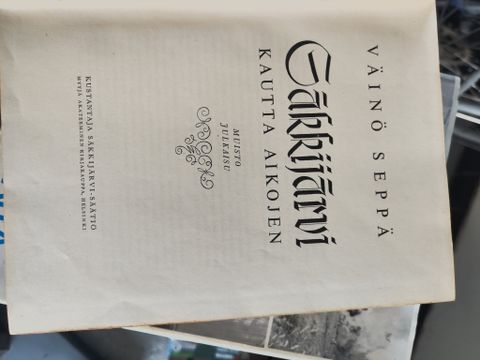 VÄINÖ SEPPÄ
Säkkijärvi
KAUTTA AIKOJEN
MUISTO
JULKAISU
KUSTANTAJA SÄKKIJÄRVI-SÄÄTIÖ
MYYJÄ AKATEEMINEN KIRJAKAUPPA, HELSINKI